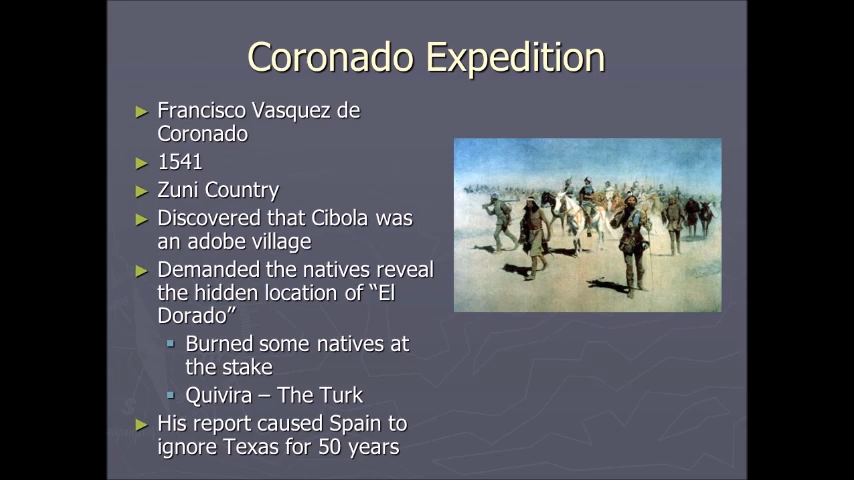 Coronado Expedition
► Francisco Vasquez de
Coronado
► 1541
► Zuni Country
► Discovered that Cibola was
an adobe village
► Demanded the natives reveal
the hidden location of “El
Dorado”
▪ Burned some natives at
the stake
▪ Quivira – The Turk
► His report caused Spain to
ignore Texas for 50 years